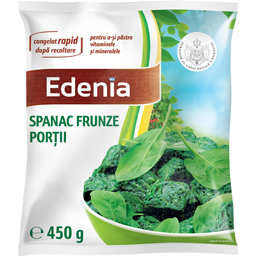 congelat rapid
după recoltare
pentru a-și păstra
vitaminele
și mineralele
Edenia
SPANAC FRUNZE
PORȚII
℮ 450 g